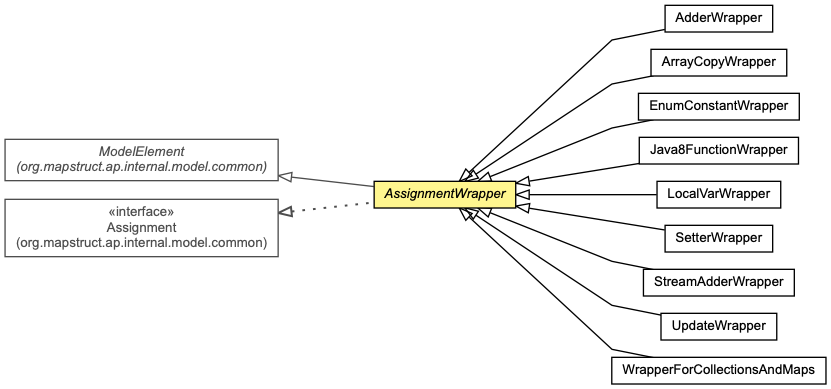 ModelElement
(org.mapstruct.ap.internal.model.common)
«interface»
Assignment
(org.mapstruct.ap.internal.model.common)
AssignmentWrapper
AdderWrapper
ArrayCopyWrapper
EnumConstantWrapper
Java8FunctionWrapper
LocalVarWrapper
SetterWrapper
StreamAdderWrapper
UpdateWrapper
WrapperForCollectionsAndMaps